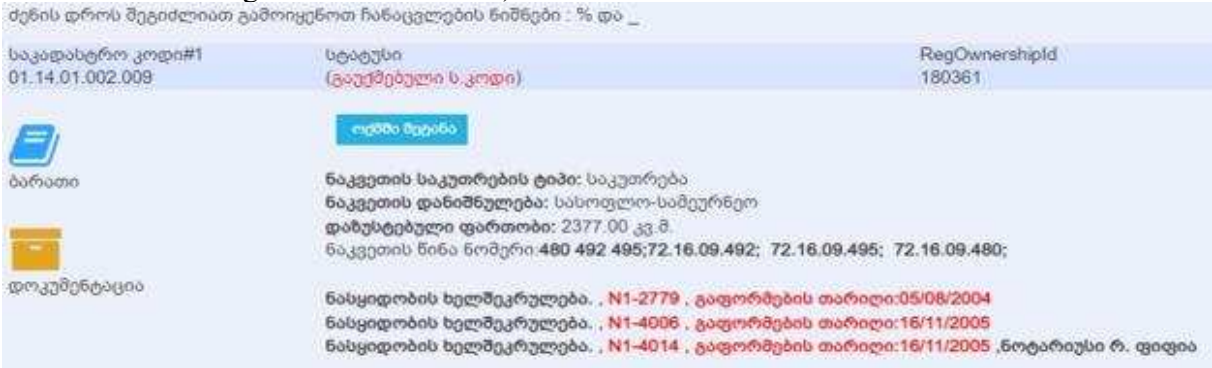 ძენის დროს შეგიძლიათ გამოიყენოთ ჩანაცვლების ნიშნები : % და _
საკადასტრო კოდი#1 სტატუსი RegOwnershipId
01.14.01.002.009 (გაუქმებული ს.კოდი) 180361
ოქმში შეტანა
ბარათი
ნაკვეთის საკუთრების ტიპი: საკუთრება
ნაკვეთის დანიშნულება: სასოფლო-სამეურნეო
დაზუსტებული ფართობი: 2377.00 კვ.მ.
ნაკვეთის წინა ნომერი:480 492 495;72.16.09.492; 72.16.09.495; 72.16.09.480;
დოკუმენტაცია
ნასყიდობის ხელშეკრულება. , N1-2779 , გაფორმების თარიღი:05/08/2004
ნასყიდობის ხელშეკრულება. , N1-4006 , გაფორმების თარიღი:16/11/2005
ნასყიდობის ხელშეკრულება. , N1-4014 , გაფორმების თარიღი:16/11/2005 ,ნოტარიუსი რ. ფიფია